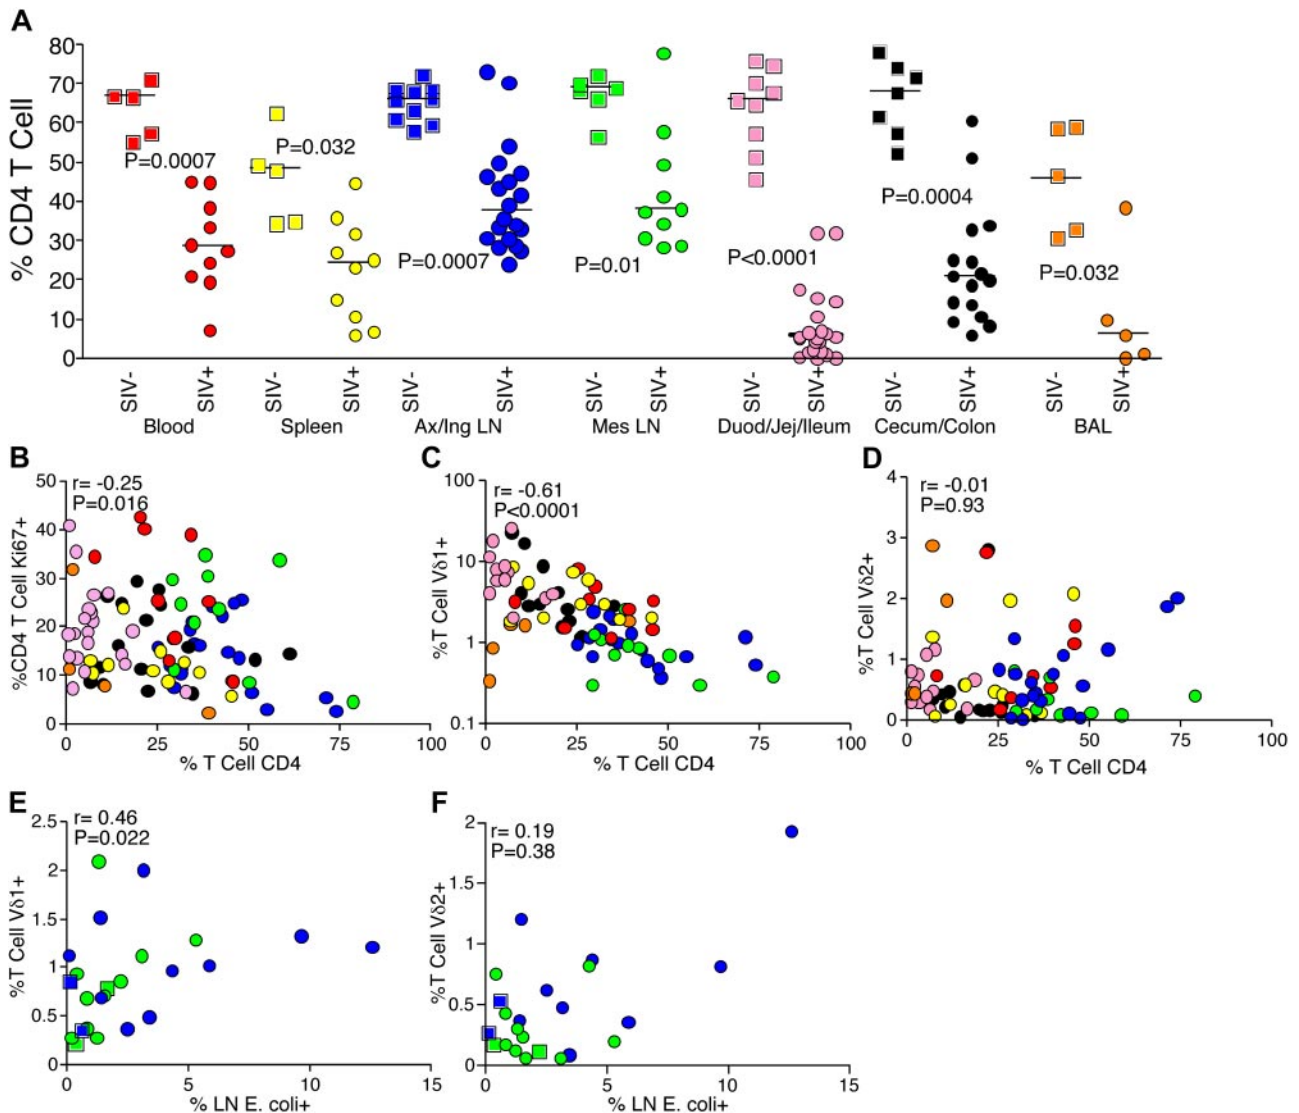 A
% CD4 T Cell
80
70
60
50
40
30
20
10
0
P=0.0007
P=0.032
P=0.0007
P=0.01
P<0.0001
P=0.0004
P=0.032
SIV- SIV+ SIV- SIV+ SIV- SIV+ SIV- SIV+ SIV- SIV+ SIV- SIV+ SIV- SIV+
Blood Spleen Ax/Ing LN Mes LN Duod/Jej/Ileum Cecum/Colon BAL
B
r= -0.25
P=0.016
%CD4 T Cell Ki67+
50
40
30
20
10
0
0 25 50 75 100
% T Cell CD4
C
r= -0.61
P<0.0001
%T Cell Vδ1+
100
10
1
0.1
0 25 50 75 100
% T Cell CD4
D
r= -0.01
P=0.93
%T Cell Vδ2+
4
3
2
1
0
0 25 50 75 100
% T Cell CD4
E
r= 0.46
P=0.022
%T Cell Vδ1+
2.5
2
1.5
1
0.5
0
0 5 10 15
% LN E. coli+
F
r= 0.19
P=0.38
%T Cell Vδ2+
2
1.5
1
0.5
0
0 5 10 15
% LN E. coli+